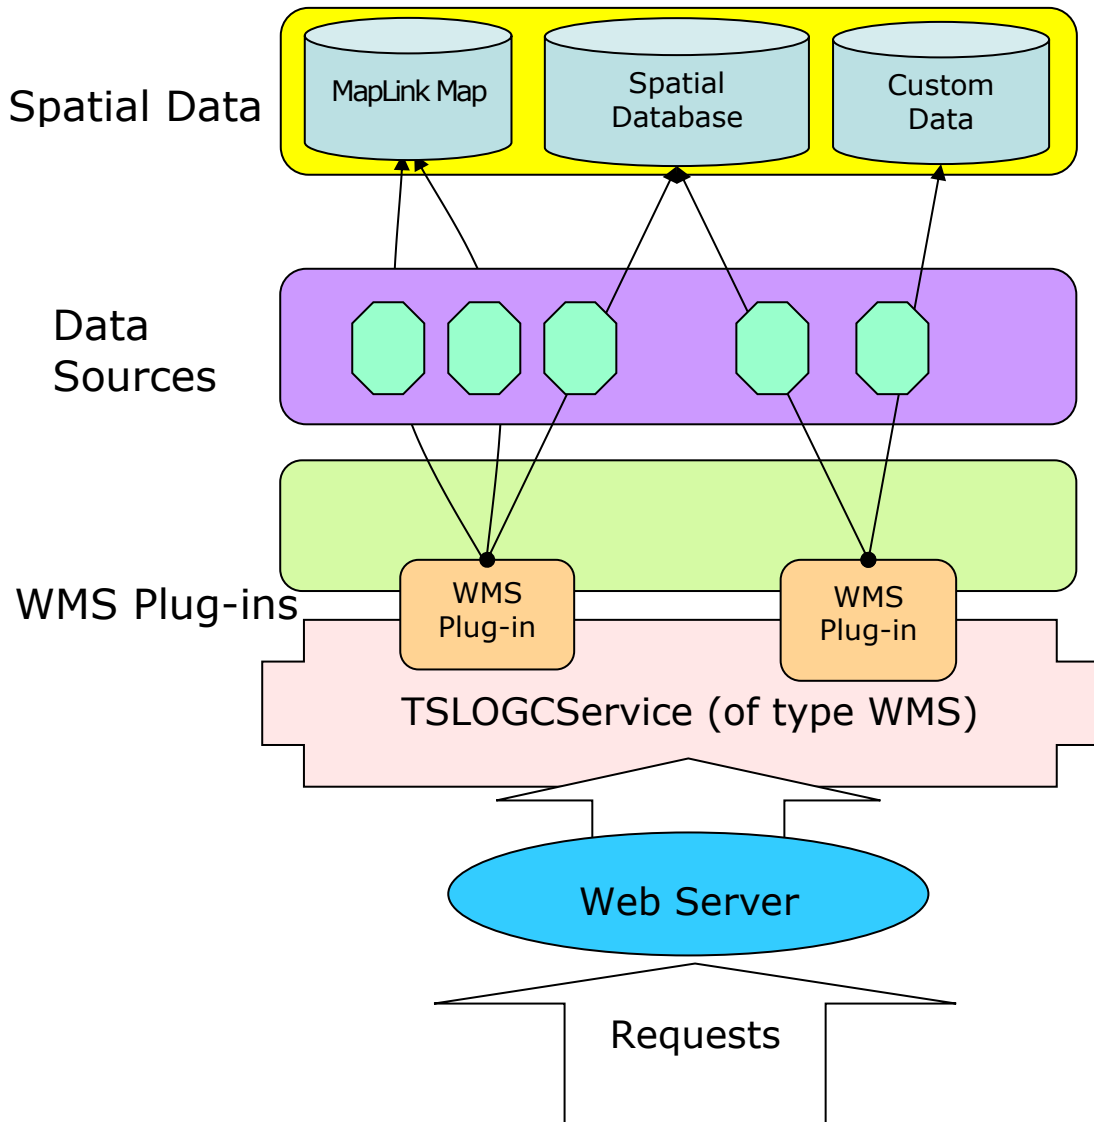 Spatial Data
MapLink Map
Spatial
Database
Custom
Data
Data
Sources
WMS Plug-ins
WMS
Plug-in
WMS
Plug-in
TSLOGCService (of type WMS)
Web Server
Requests